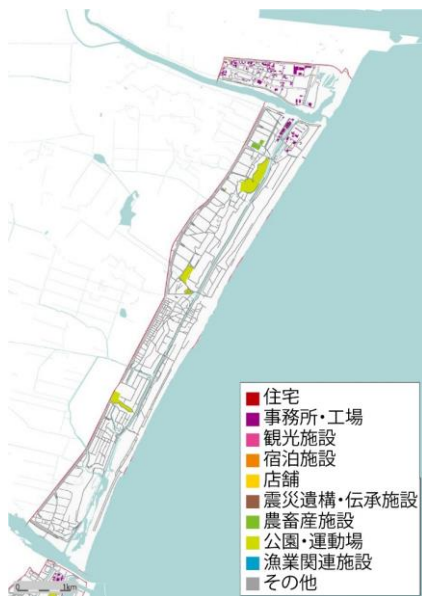 住宅
事務所・工場
観光施設
宿泊施設
店舗
震災遺構・伝承施設
農畜産施設
公園・運動場
漁業関連施設
その他
0 1km